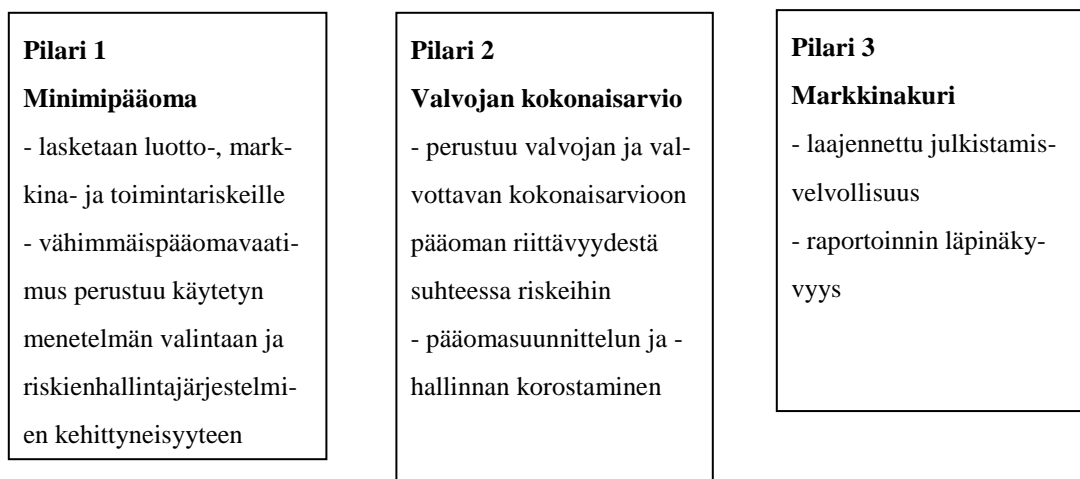 Pilari 1
Minimipääoma
- lasketaan luotto-, mark-
kina- ja toimintariskeille
- vähimmäispääomavaati-
mus perustuu käytetyn
menetelmän valintaan ja
riskienhallintajärjestelmi-
en kehittyneisyyteen
Pilari 2
Valvojan kokonaisarvio
- perustuu valvojan ja val-
vottavan kokonaisarvioon
pääoman riittävyydestä
suhteessa riskeihin
- pääomasuunnittelun ja -
hallinnan korostaminen
Pilari 3
Markkinakuri
- laajennettu julkistamis-
velvollisuus
- raportoinnin läpinäky-
vyys